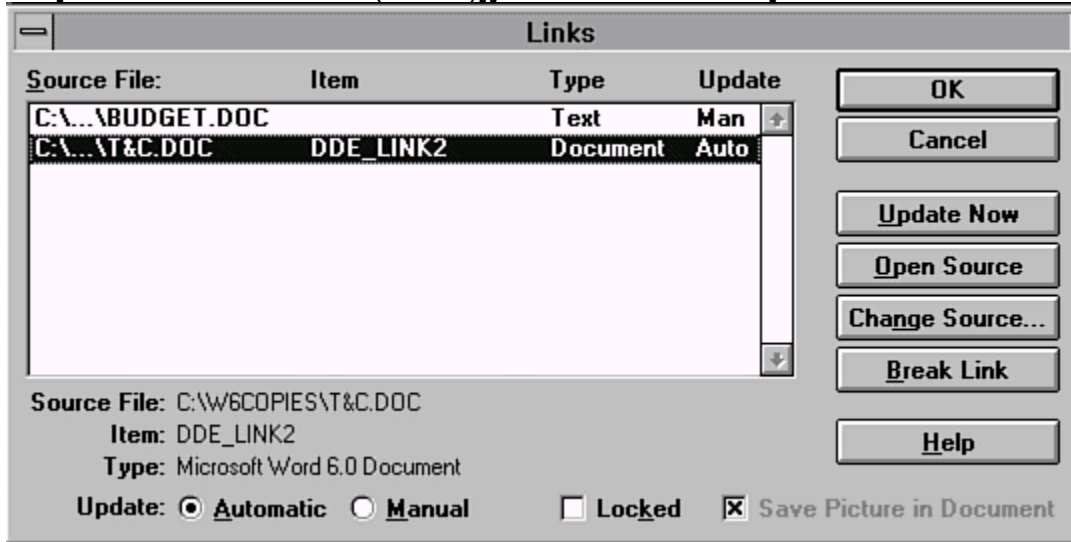 Links
Source File: Item Type Update
C:\...\BUDGET.DOC Text Man
C:\...\T&C.DOC DDE_LINK2 Document Auto
OK
Cancel
Update Now
Open Source
Change Source...
Break Link
Help
Source File: C:\W6COPIES\T&C.DOC
Item: DDE_LINK2
Type: Microsoft Word 6.0 Document
Update: Automatic Manual Locked Save Picture in Document